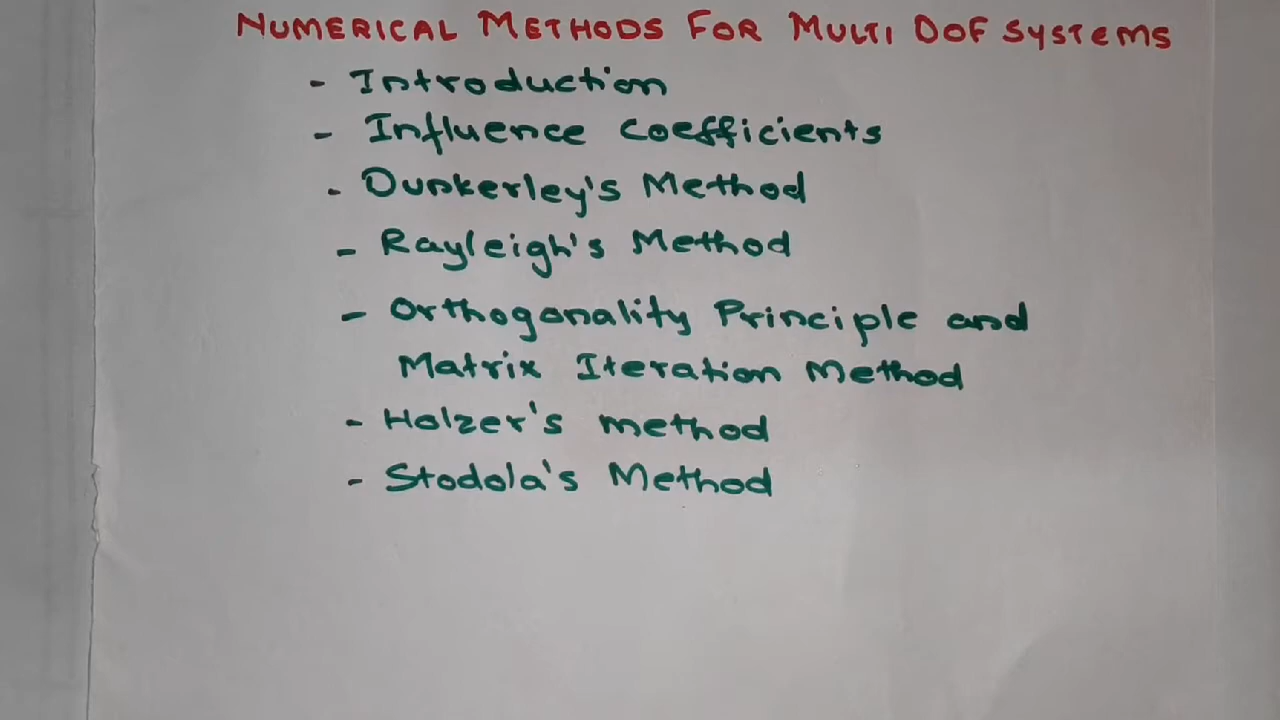 NUMERICAL METHODS FOR MULTI DOF SYSTEMS
- Introduction
- Influence Coefficients
- Dunkerley's Method
- Rayleigh's Method
- Orthogonality Principle and
Matrix Iteration Method
- Holzer's method
- Stodola's Method